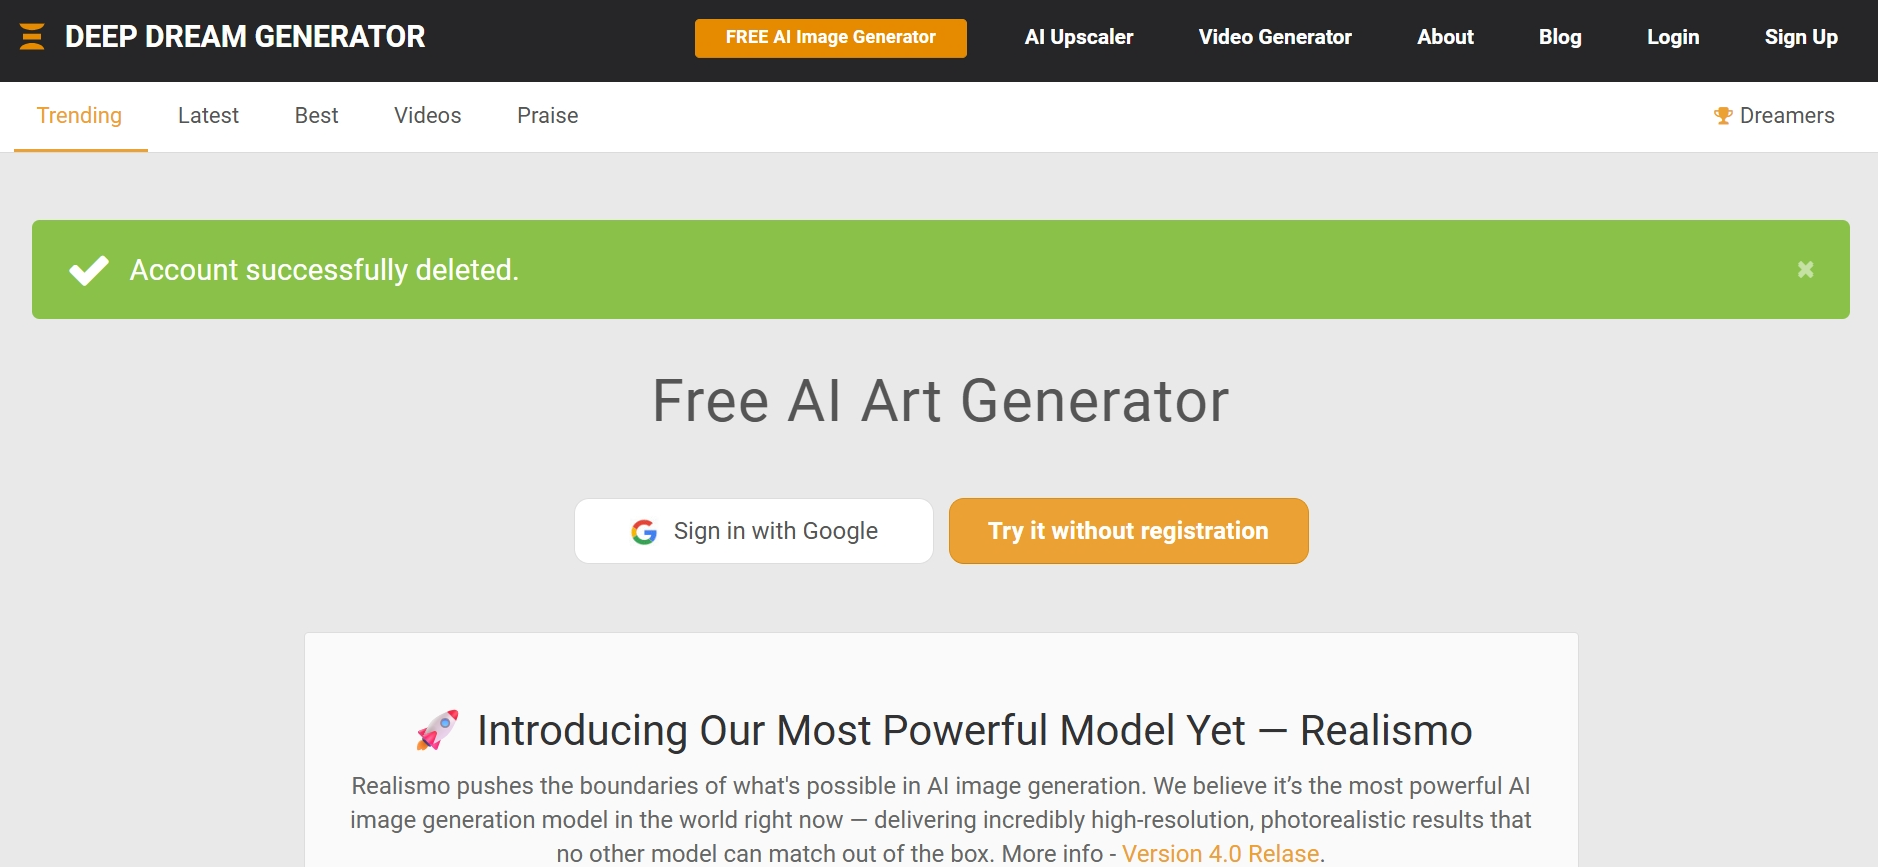 DEEP DREAM GENERATOR
FREE AI Image Generator
AI Upscaler
Video Generator
About
Blog
Login
Sign Up
Trending
Latest
Best
Videos
Praise
Dreamers
Account successfully deleted.
Free AI Art Generator
Sign in with Google
Try it without registration
Introducing Our Most Powerful Model Yet — Realismo
Realismo pushes the boundaries of what's possible in AI image generation. We believe it’s the most powerful AI
image generation model in the world right now — delivering incredibly high-resolution, photorealistic results that
no other model can match out of the box. More info - Version 4.0 Relase.